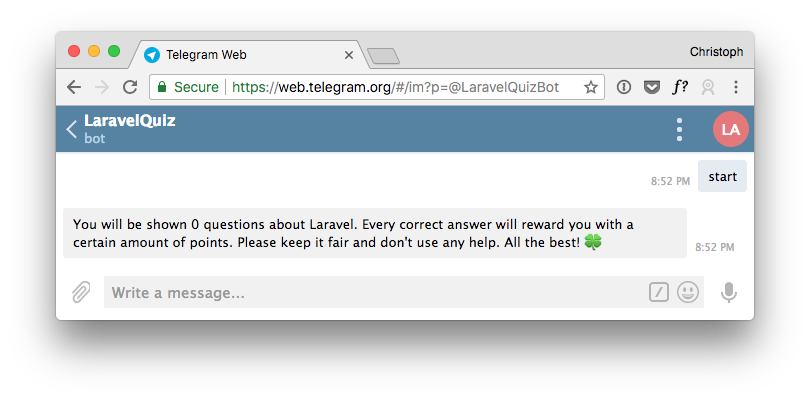 Telegram Web
Christoph
Secure
https://web.telegram.org/#/im?p=@LaravelQuizBot
f?
LaravelQuiz
bot
LA
8:52 PM
start
You will be shown 0 questions about Laravel. Every correct answer will reward you with a
certain amount of points. Please keep it fair and don't use any help. All the best! 🍀
8:52 PM
Write a message...